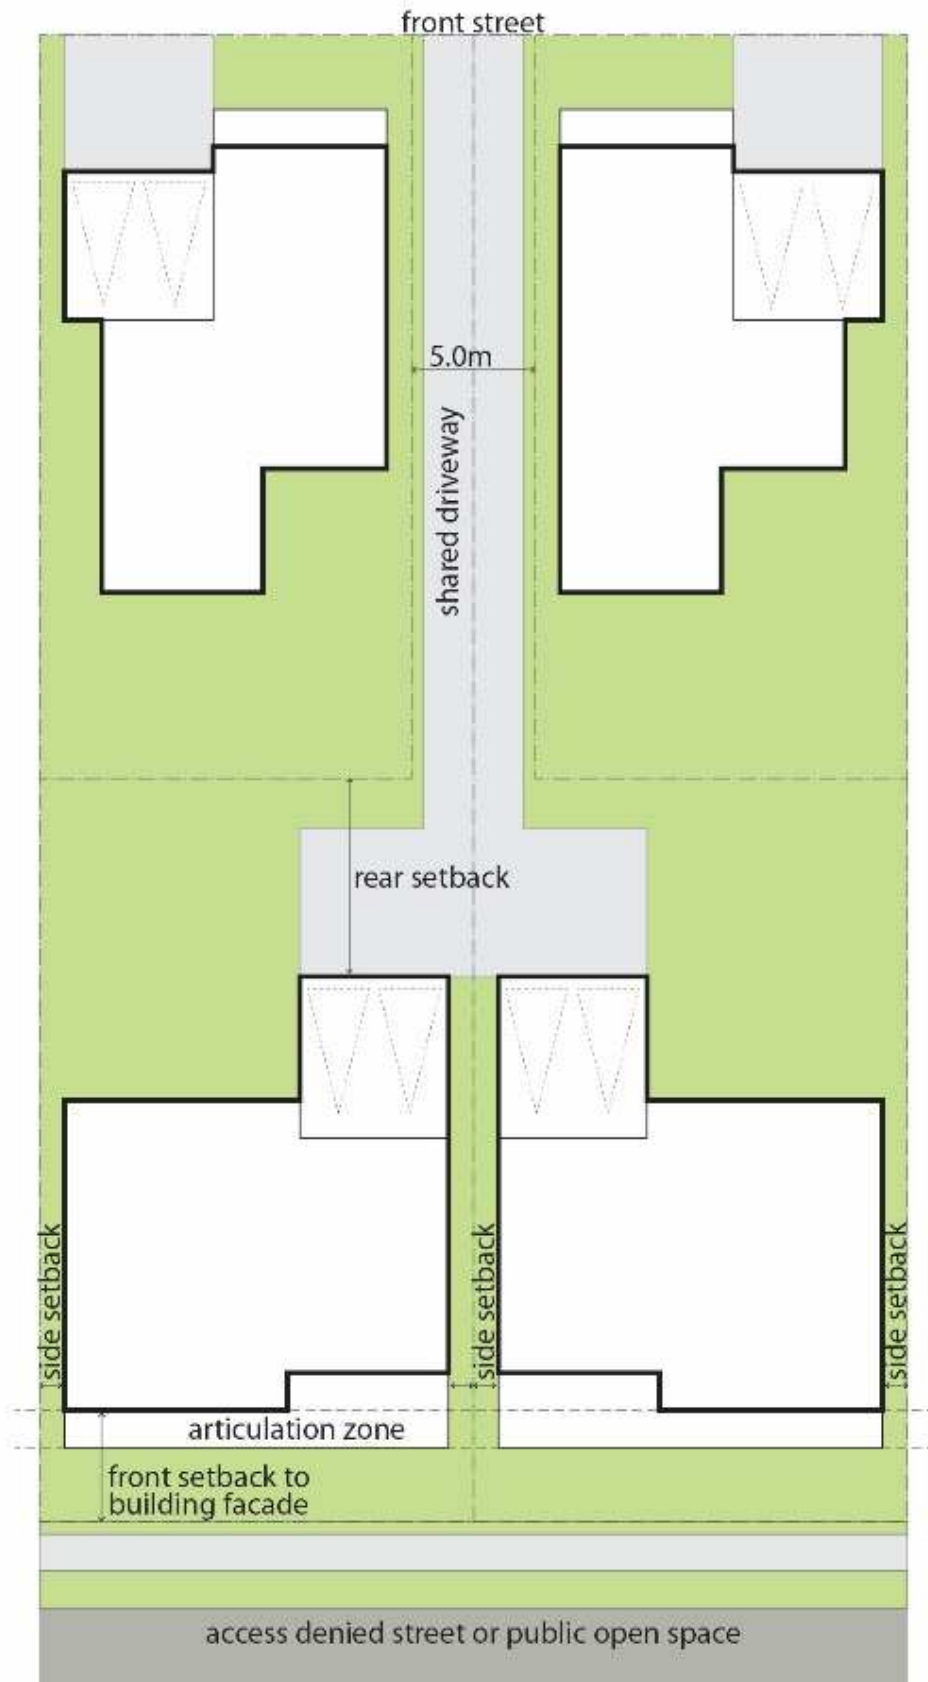 front street
5.0m
shared driveway
rear setback
side setback
side setback
side setback
articulation zone
front setback to
building facade
access denied street or public open space